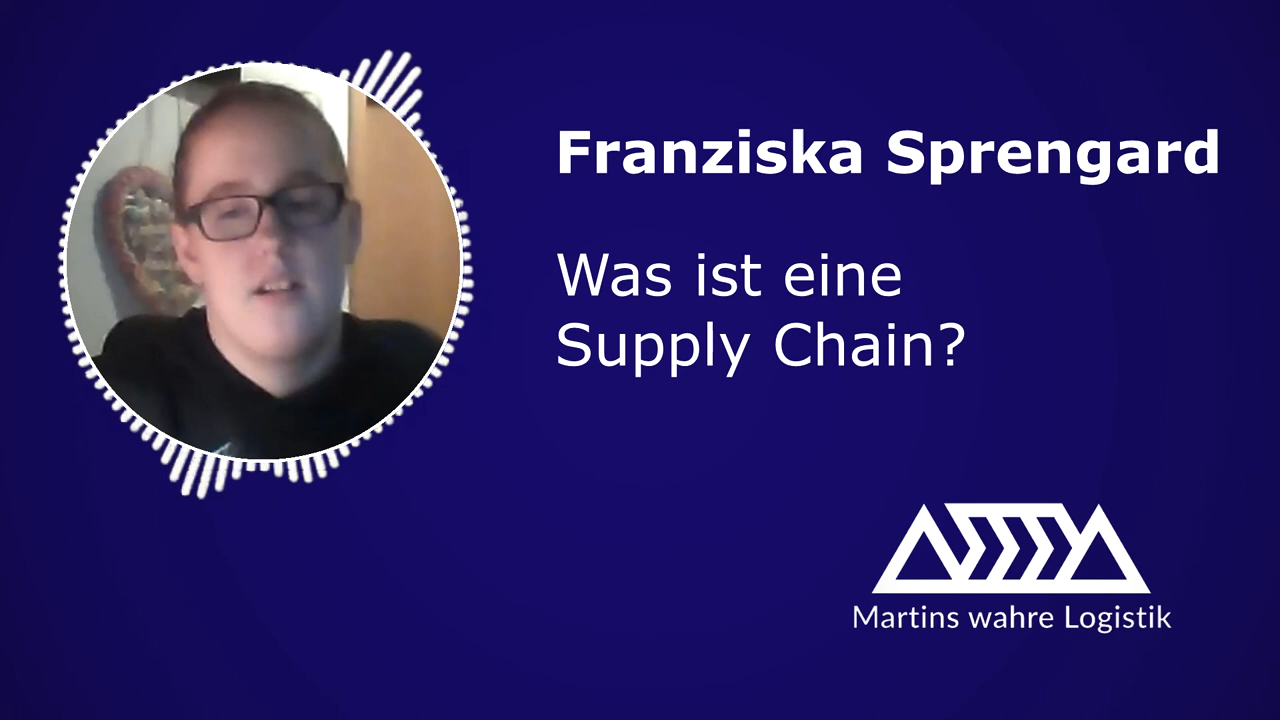 Franziska Sprengard
Was ist eine
Supply Chain?
Martins wahre Logistik